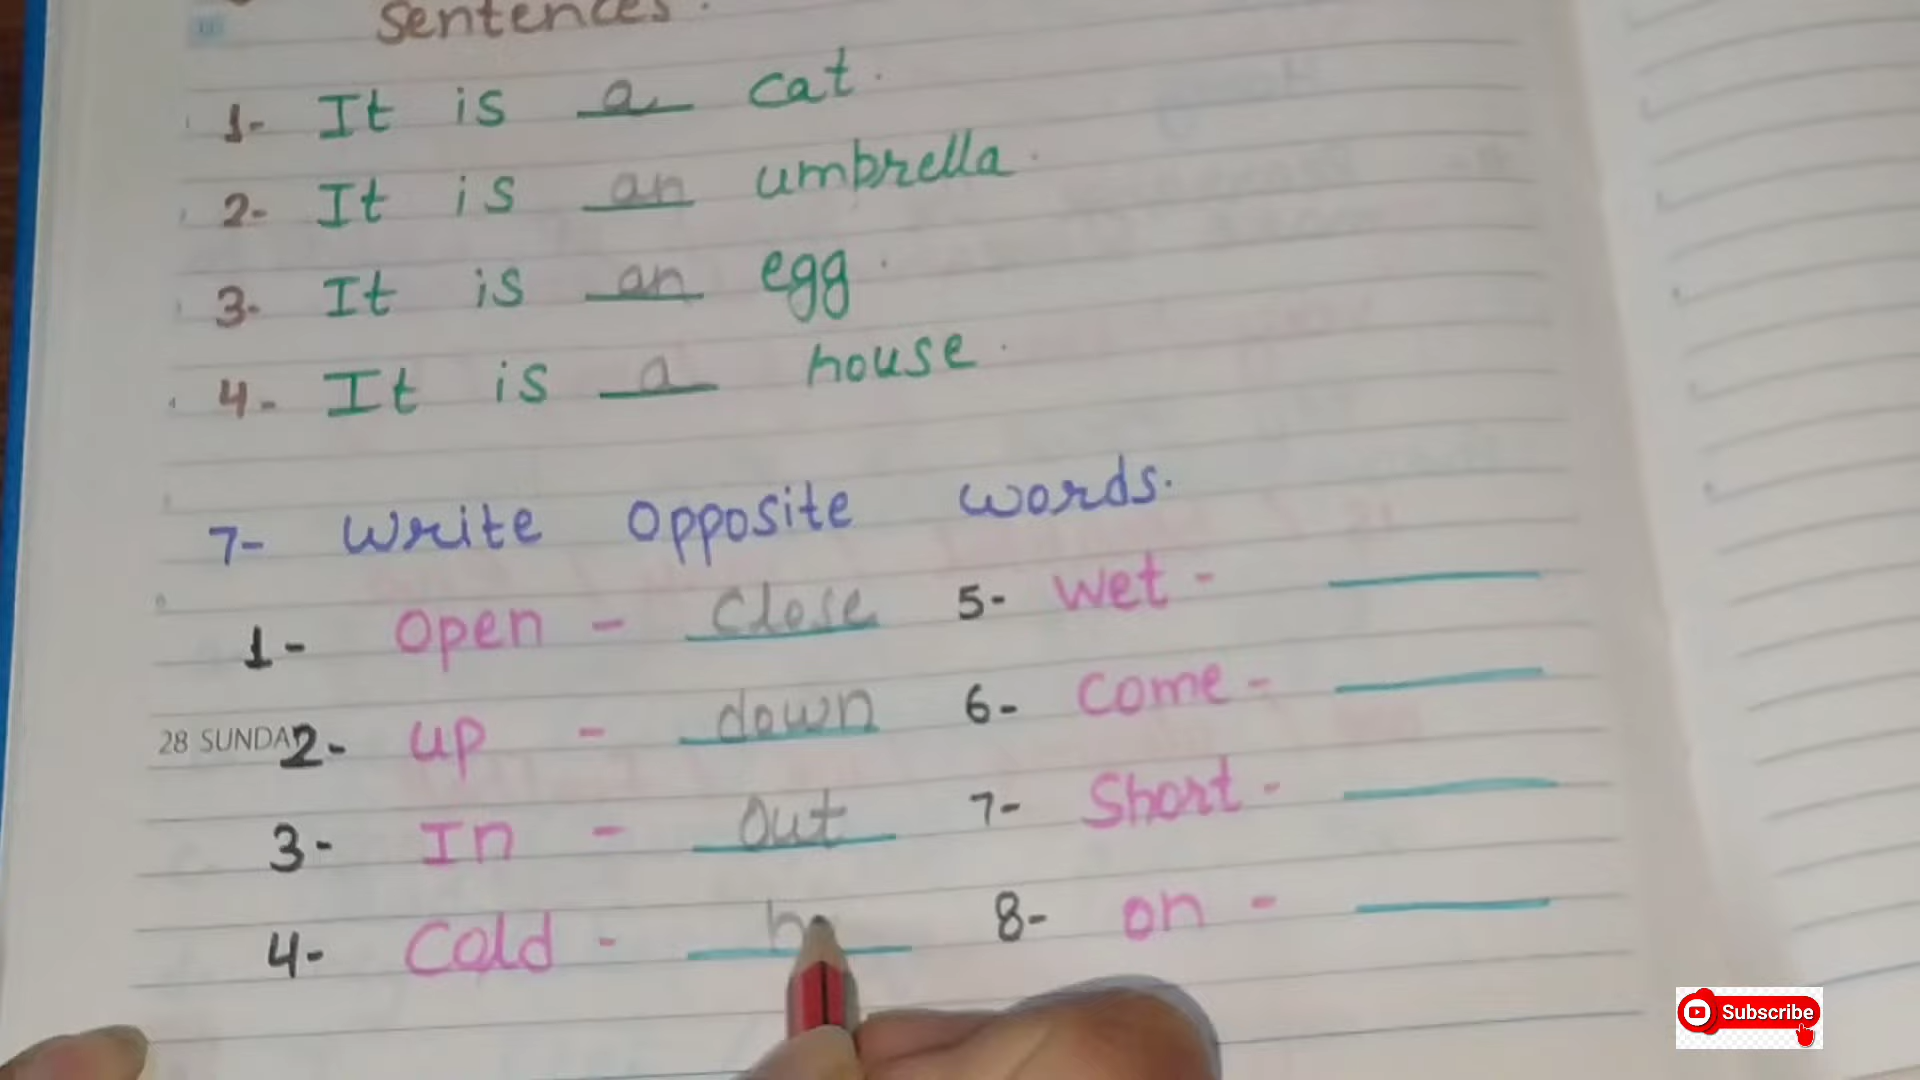 Sentences.
1- It is a cat.
2- It is an umbrella.
3- It is an egg.
4- It is a house.
7- Write opposite words.
1- Open - Close
5- Wet -
28 SUNDA
2- up - down
6- Come -
3- In - out
7- Short -
4- Cold - ho
8- on -
Subscribe